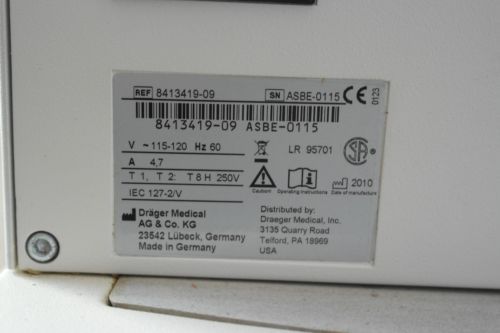 REF 8413419-09 SN ASBE-0115 CE 0123
8413419-09 ASBE-0115
V ~115-120 Hz 60 LR 95701 SA
A 4,7
T 1, T 2: T 8 H 250V 2010
Caution! Operating Instructions Date of manufacture
IEC 127-2/V
Dräger Medical
AG & Co. KG
23542 Lübeck, Germany
Made in Germany
Distributed by:
Draeger Medical, Inc.
3135 Quarry Road
Telford, PA 18969
USA